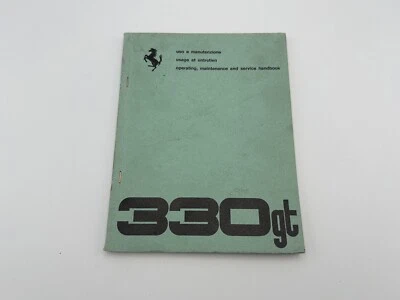 uso e manutenzione
usage et entretien
operating, maintenance and service handbook
330gt